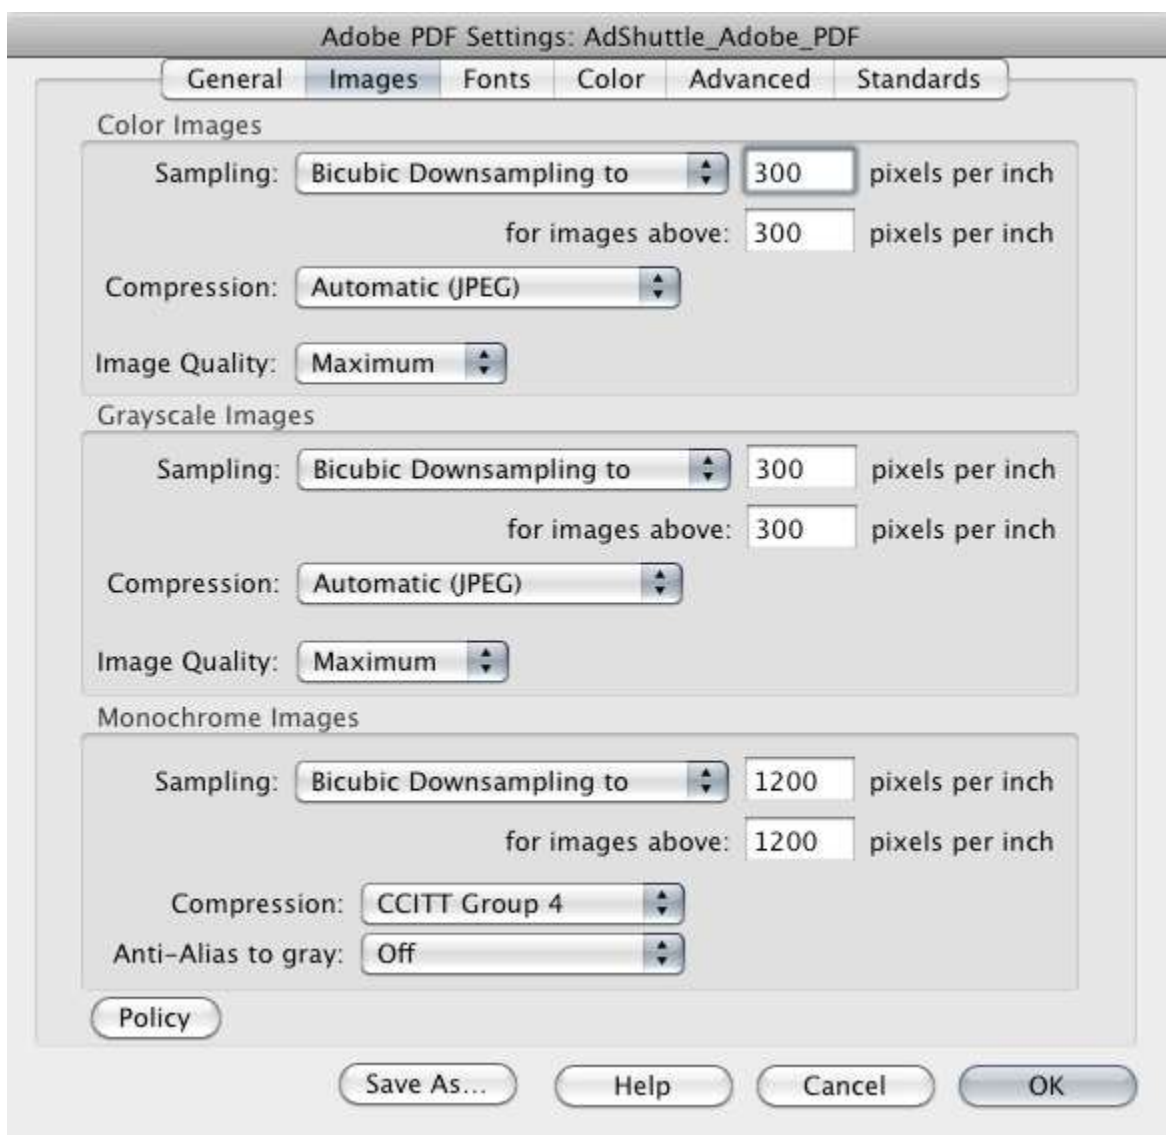 Adobe PDF Settings: AdShuttle_Adobe_PDF
General Images Fonts Color Advanced Standards
Color Images
Sampling: Bicubic Downsampling to 300 pixels per inch
for images above: 300 pixels per inch
Compression: Automatic (JPEG)
Image Quality: Maximum
Grayscale Images
Sampling: Bicubic Downsampling to 300 pixels per inch
for images above: 300 pixels per inch
Compression: Automatic (JPEG)
Image Quality: Maximum
Monochrome Images
Sampling: Bicubic Downsampling to 1200 pixels per inch
for images above: 1200 pixels per inch
Compression: CCITT Group 4
Anti-Alias to gray: Off
Policy
Save As... Help Cancel OK